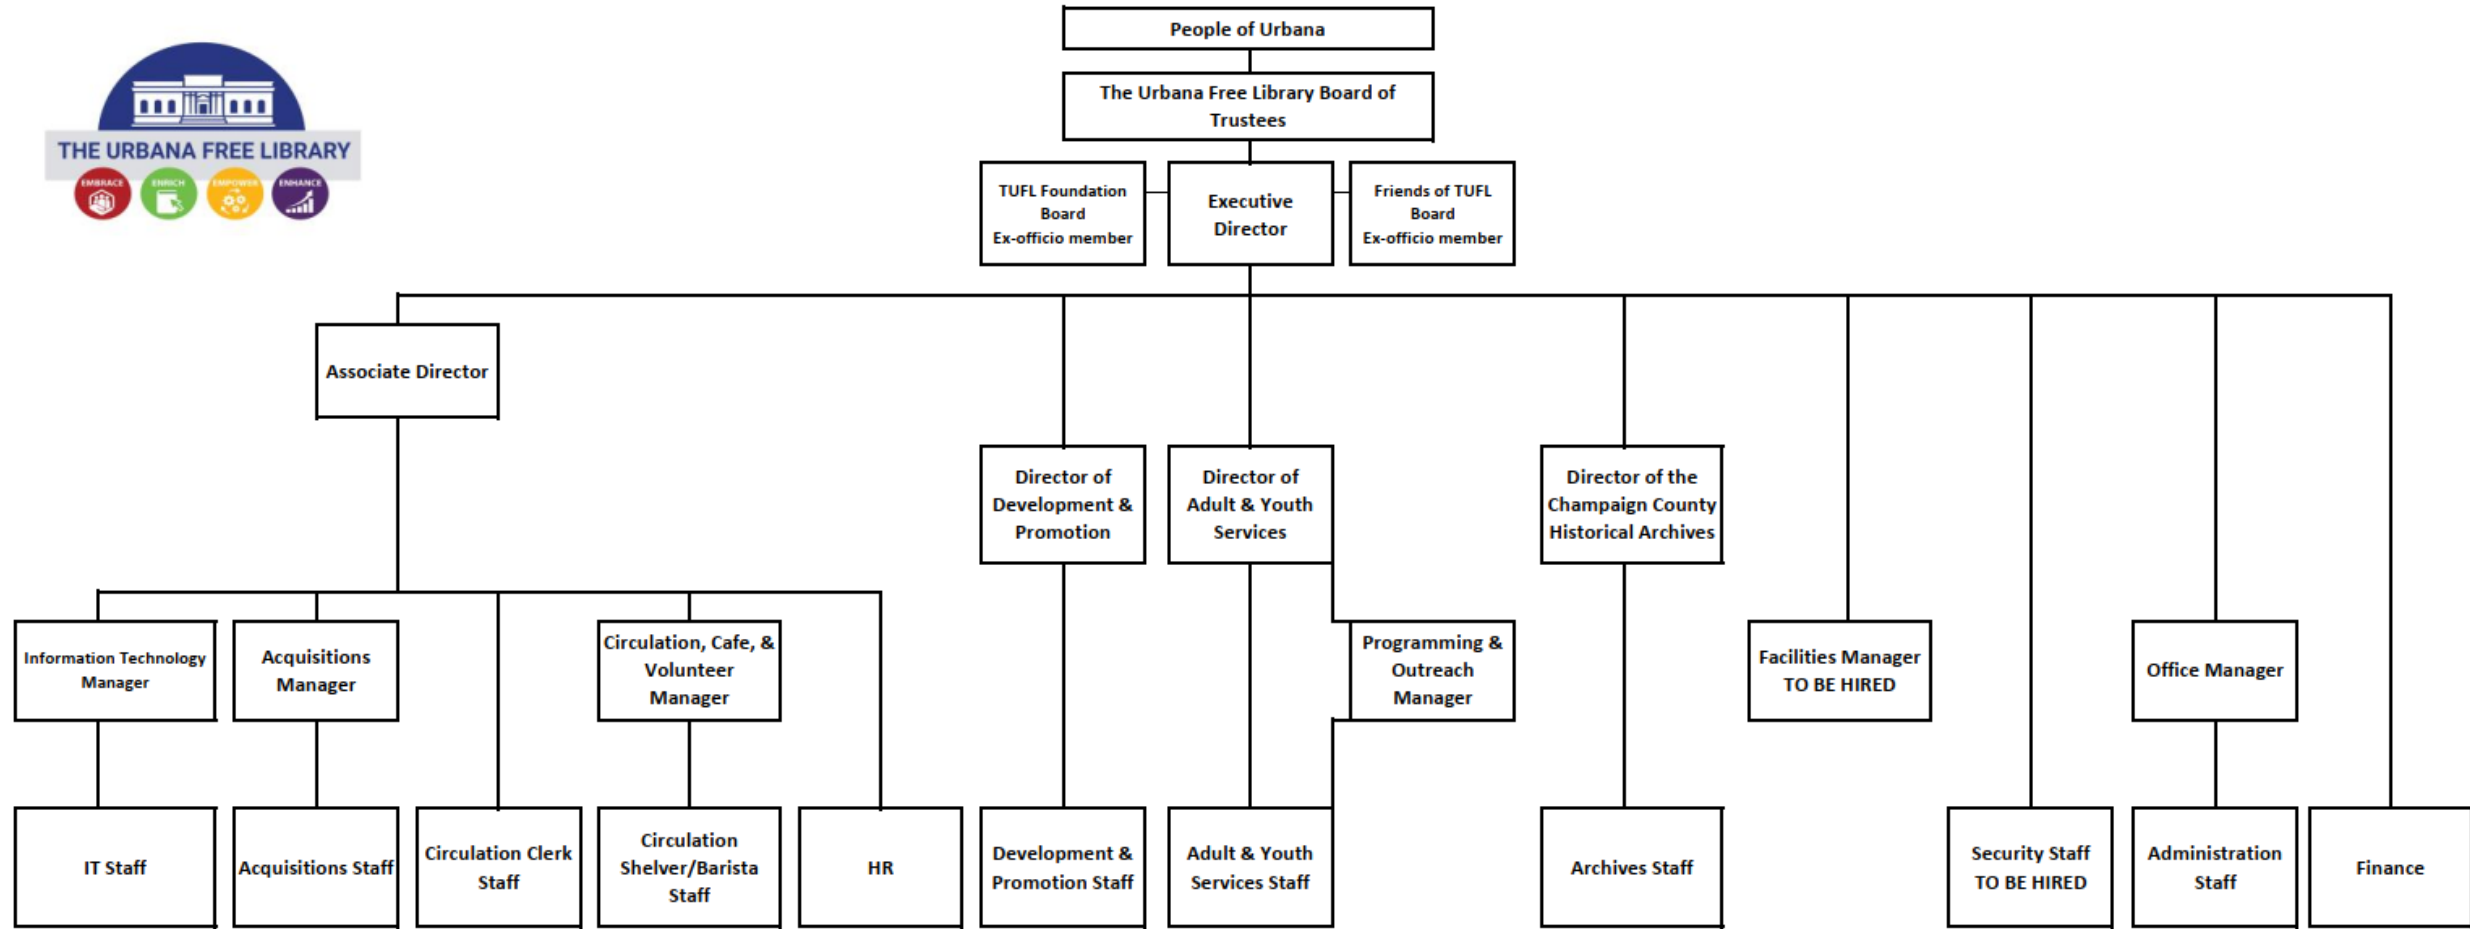 People of Urbana
The Urbana Free Library Board of
Trustees
THE URBANA FREE LIBRARY
EMBRACE
ENRICH
EMPOWER
ENHANCE
TUFL Foundation
Board
Ex-officio member
Executive
Director
Friends of TUFL
Board
Ex-officio member
Associate Director
Director of
Development &
Promotion
Director of
Adult & Youth
Services
Director of the
Champaign County
Historical Archives
Information Technology
Manager
Acquisitions
Manager
Circulation, Cafe, &
Volunteer
Manager
Programming &
Outreach
Manager
Facilities Manager
TO BE HIRED
Office Manager
IT Staff
Acquisitions Staff
Circulation Clerk
Staff
Circulation
Shelver/Barista
Staff
HR
Development &
Promotion Staff
Adult & Youth
Services Staff
Archives Staff
Security Staff
TO BE HIRED
Administration
Staff
Finance